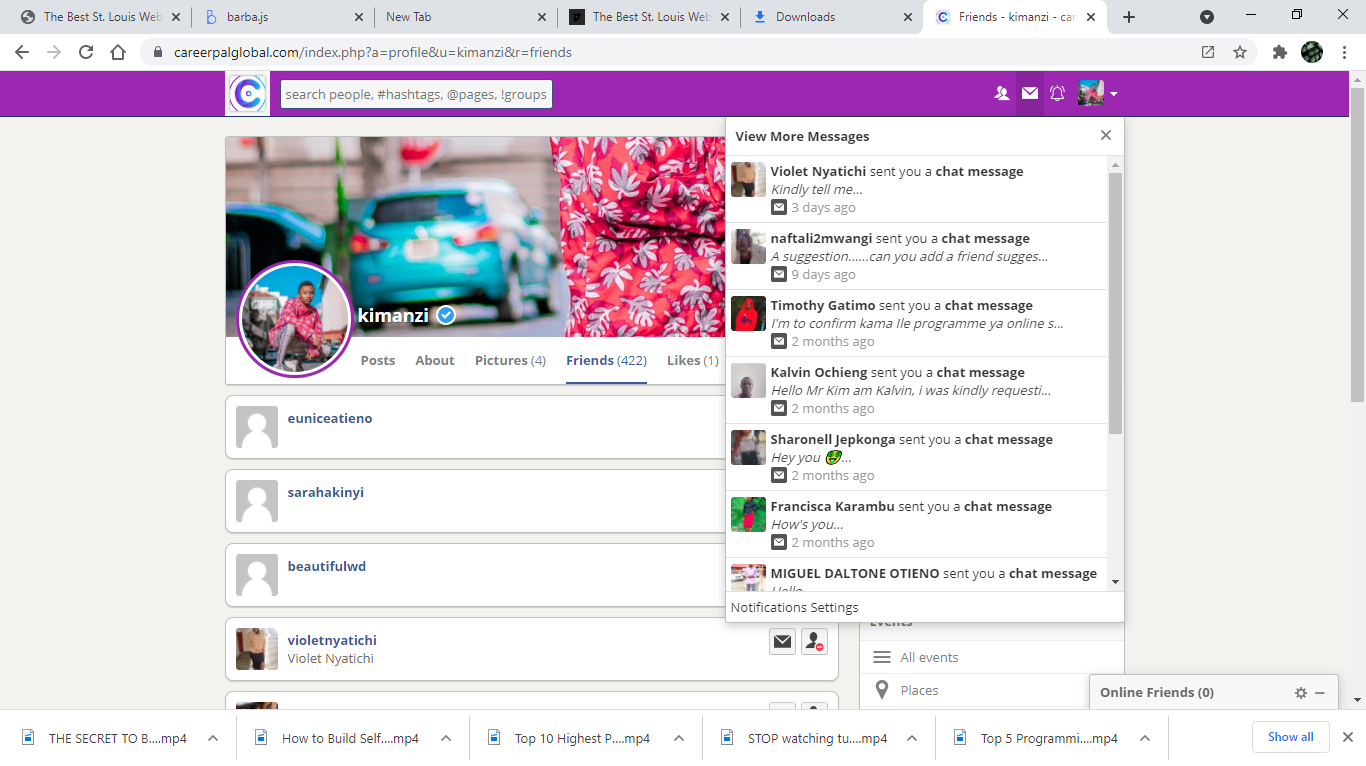 The Best St. Louis Web
barba.js
New Tab
The Best St. Louis Web
Downloads
Friends - kimanzi - car
careerpalglobal.com/index.php?a=profile&u=kimanzi&r=friends
search people, #hashtags, @pages, !groups
View More Messages
Violet Nyatichi sent you a chat message
Kindly tell me...
3 days ago
naftali2mwangi sent you a chat message
A suggestion......can you add a friend sugges...
9 days ago
Timothy Gatimo sent you a chat message
I'm to confirm kama Ile programme ya online s...
2 months ago
Kalvin Ochieng sent you a chat message
Hello Mr Kim am Kalvin, i was kindly requesti...
2 months ago
Sharonell Jepkonga sent you a chat message
Hey you 🤑...
2 months ago
Francisca Karambu sent you a chat message
How's you...
2 months ago
MIGUEL DALTONE OTIENO sent you a chat message
Hello
Notifications Settings
kimanzi
Posts About Pictures (4) Friends (422) Likes (1)
euniceatieno
sarahakinyi
beautifulwd
violetnyatichi
Violet Nyatichi
Events
All events
Places
Online Friends (0)
THE SECRET TO B....mp4
How to Build Self....mp4
Top 10 Highest P....mp4
STOP watching tu....mp4
Top 5 Programmi....mp4
Show all